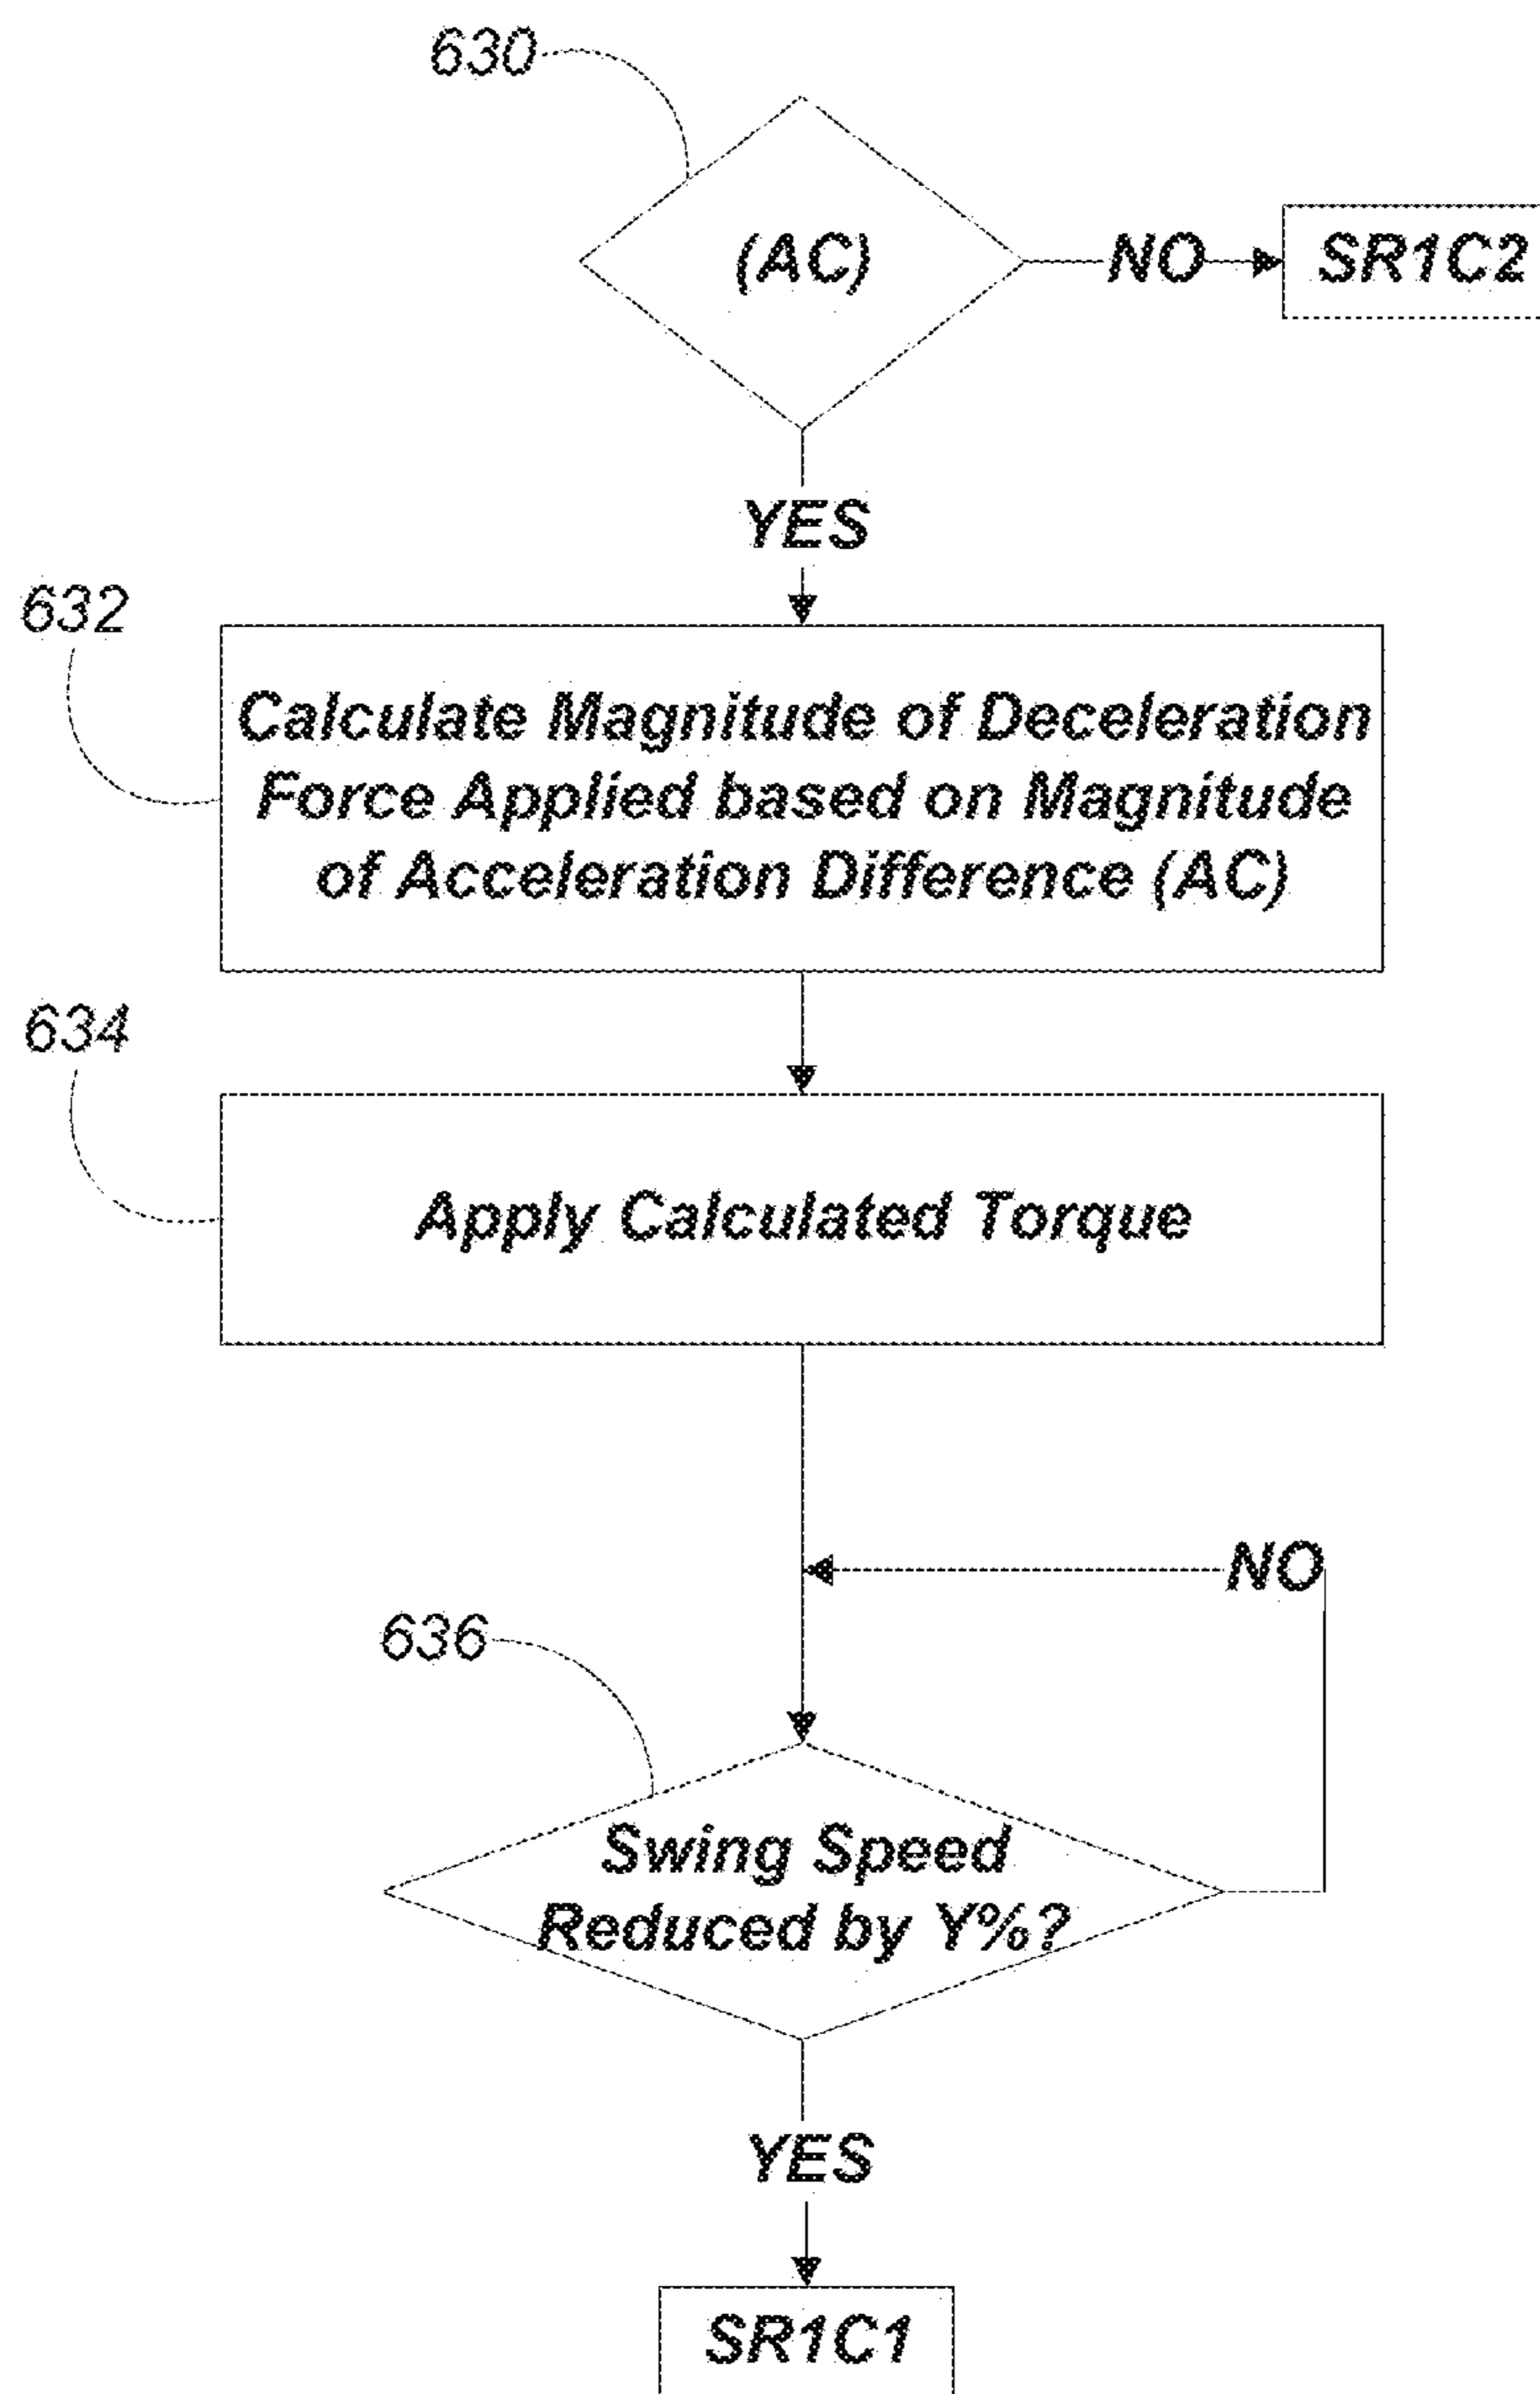 630
(AC)
NO
SR1C2
YES
632
Calculate Magnitude of Deceleration
Force Applied based on Magnitude
of Acceleration Difference (AC)
634
Apply Calculated Torque
NO
636
Swing Speed
Reduced by Y%?
YES
SR1C1